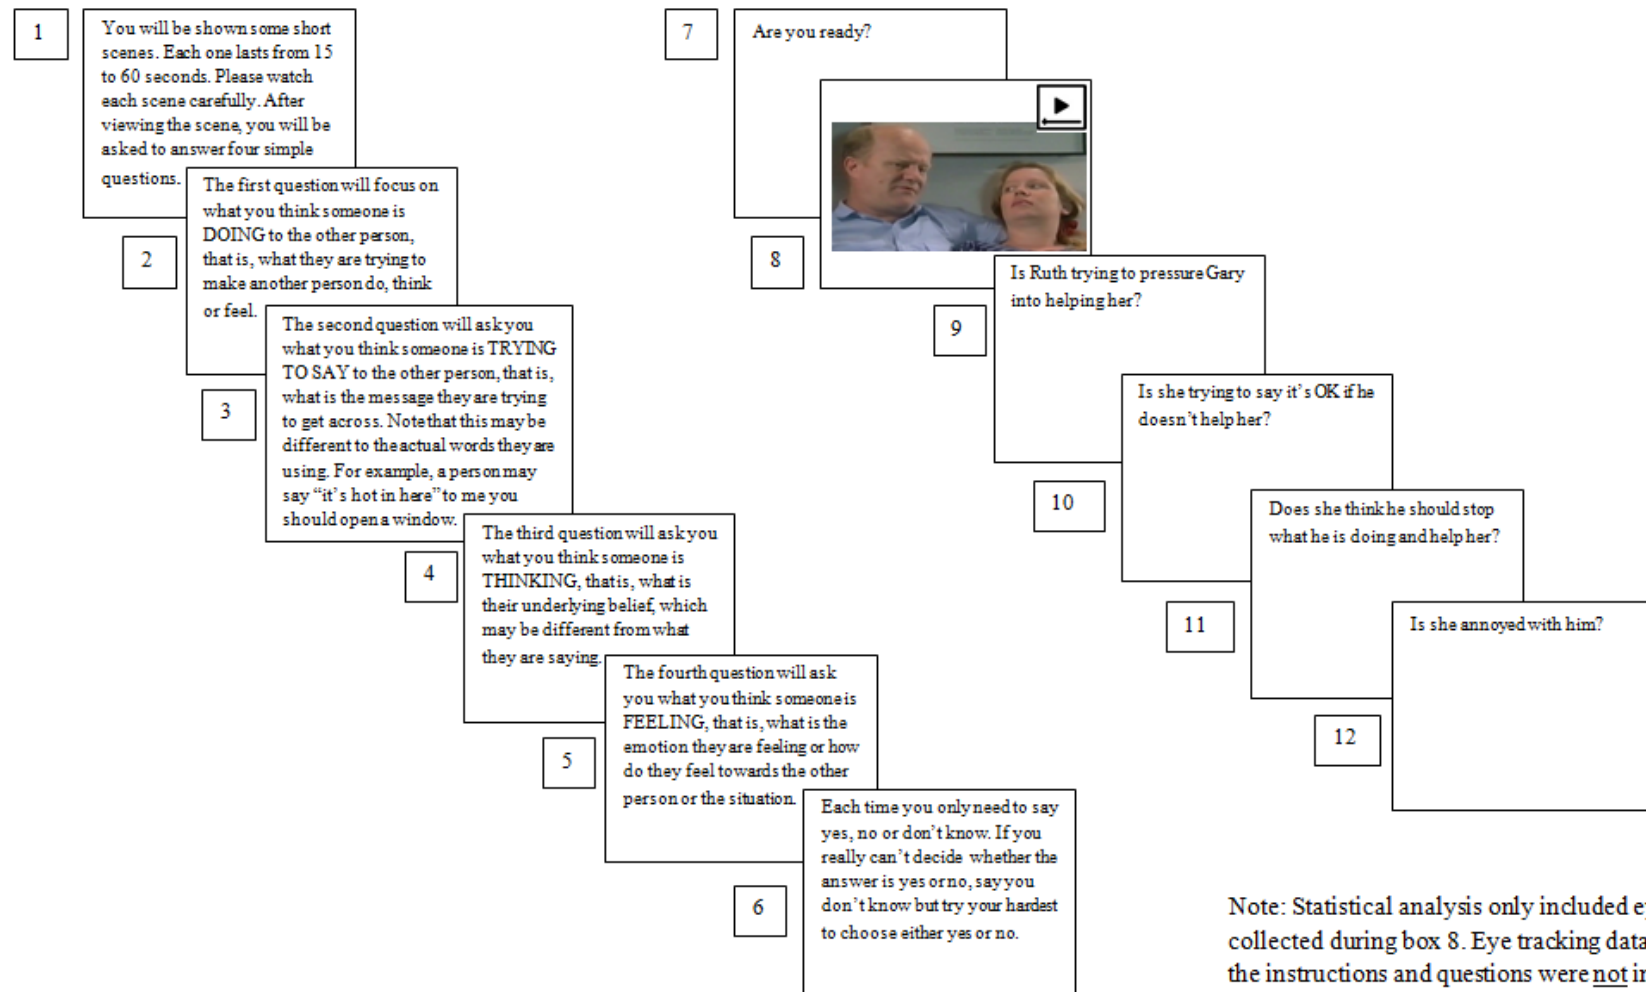 1
You will be shown some short
scenes. Each one lasts from 15
to 60 seconds. Please watch
each scene carefully. After
viewing the scene, you will be
asked to answer four simple
questions.
2
The first question will focus on
what you think someone is
DOING to the other person,
that is, what they are trying to
make another person do, think
or feel.
3
The second question will ask you
what you think someone is TRYING
TO SAY to the other person, that is,
what is the message they are trying
to get across. Note that this may be
different to the actual words they are
using. For example, a person may
say “it’s hot in here” to me you
should open a window.
4
The third question will ask you
what you think someone is
THINKING, that is, what is
their underlying belief, which
may be different from what
they are saying.
5
The fourth question will ask
you what you think someone is
FEELING, that is, what is the
emotion they are feeling or how
do they feel towards the other
person or the situation.
6
Each time you only need to say
yes, no or don’t know. If you
really can’t decide whether the
answer is yes or no, say you
don’t know but try your hardest
to choose either yes or no.
7
Are you ready?
8
9
Is Ruth trying to pressure Gary
into helping her?
10
Is she trying to say it’s OK if he
doesn’t help her?
11
Does she think he should stop
what he is doing and help her?
12
Is she annoyed with him?
Note: Statistical analysis only included
collected during box 8. Eye tracking data
the instructions and questions were not